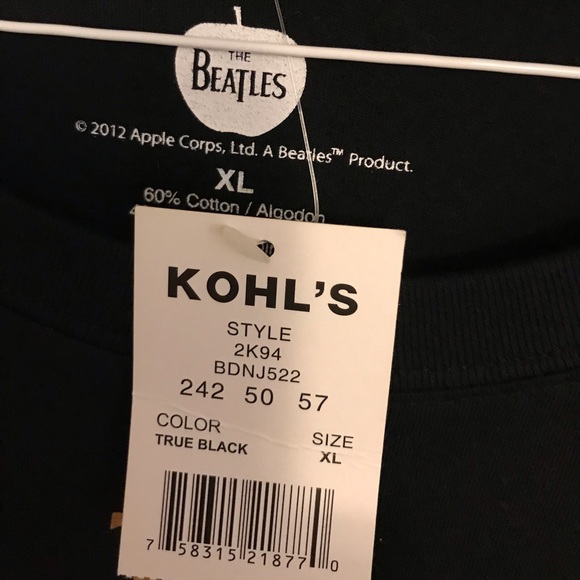 THE
BEATLES
© 2012 Apple Corps, Ltd. A Beatles™ Product.
XL
60% Cotton / Algodon
KOHL'S
STYLE
2K94
BDNJ522
242 50 57
COLOR SIZE
TRUE BLACK XL
7 58315 21877 0